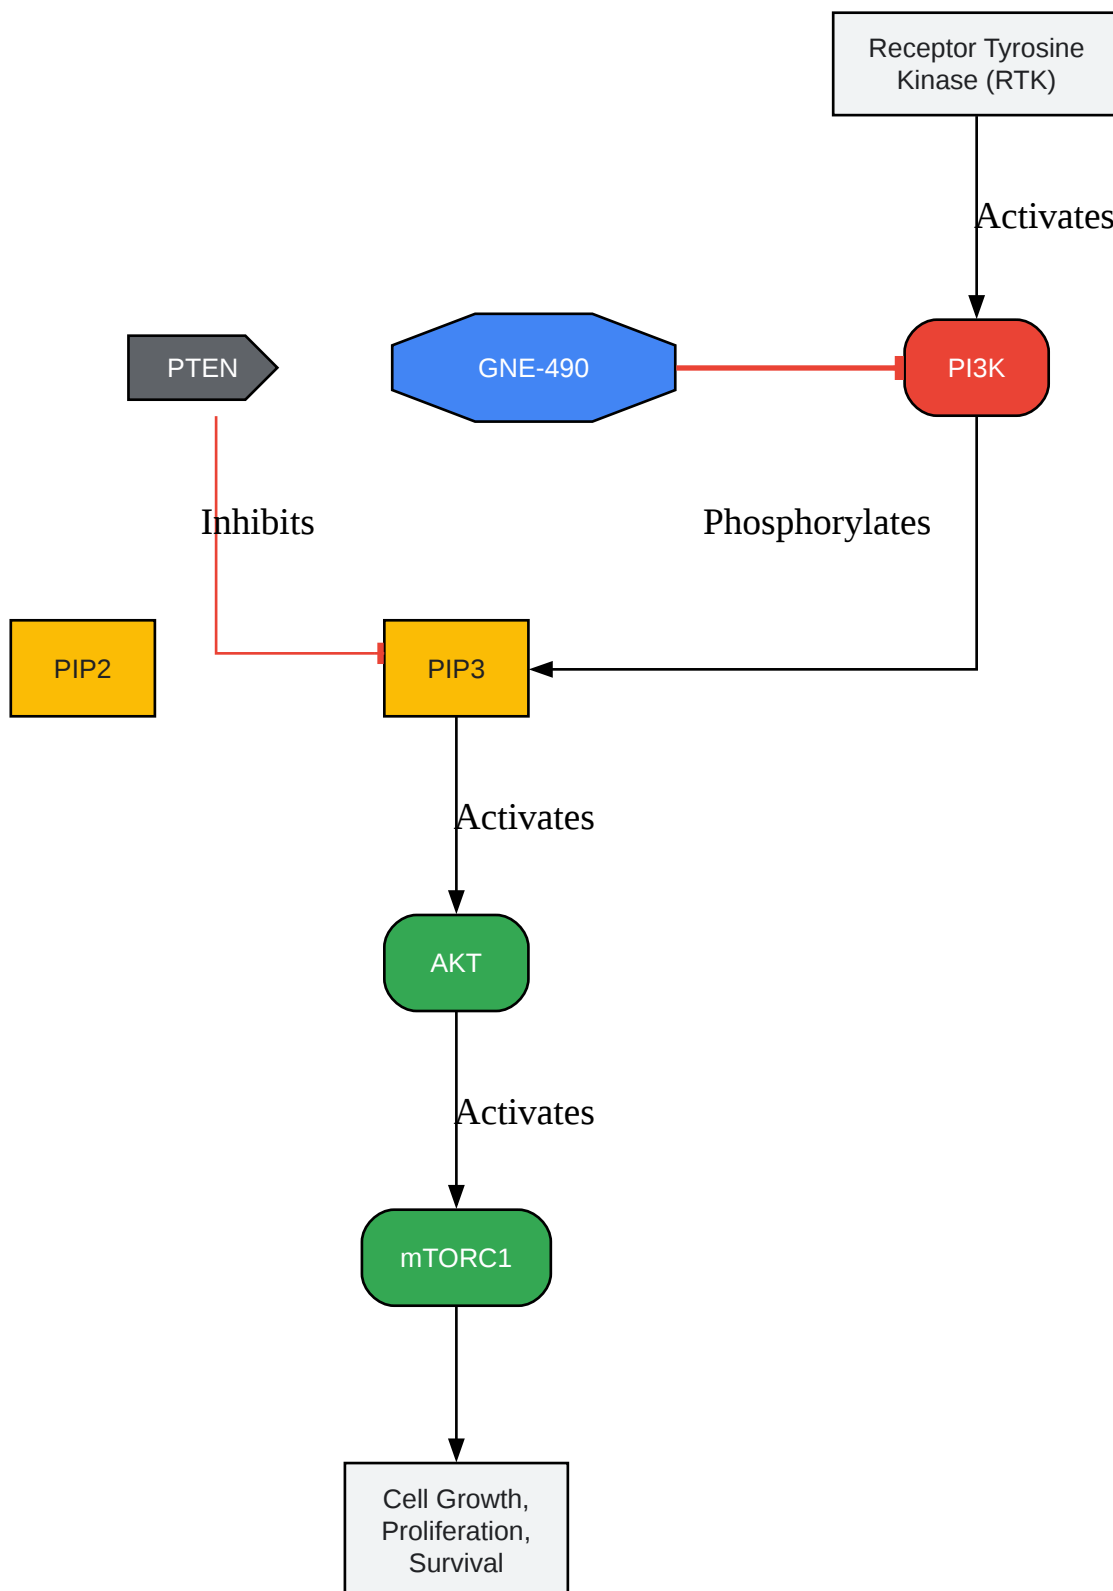 Receptor Tyrosine
Kinase (RTK)
Activates
PTEN
GNE-490
PI3K
Inhibits
Phosphorylates
PIP2
PIP3
Activates
AKT
Activates
mTORC1
Cell Growth,
Proliferation,
Survival